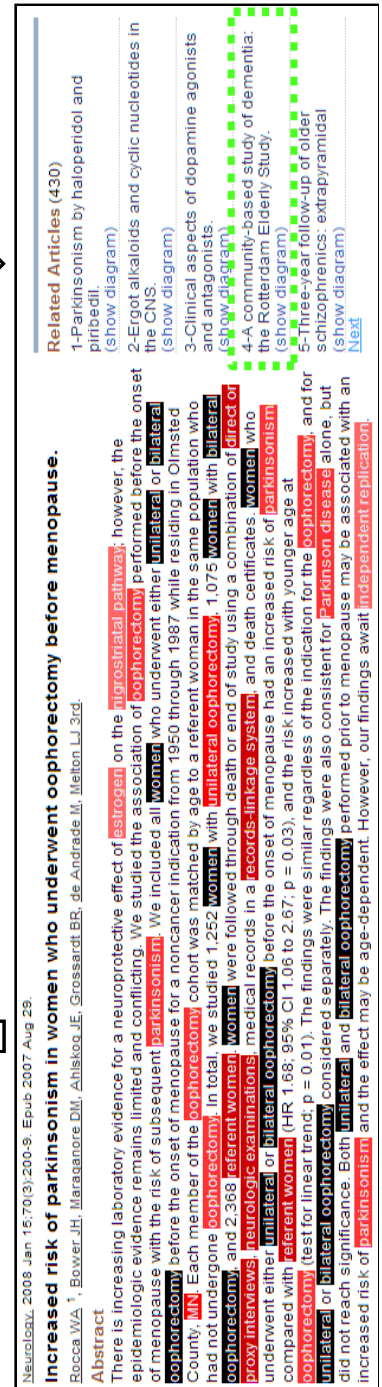 Neurology. 2008 Jan 15;70(3):200-9. Epub 2007 Aug 29.
Increased risk of parkinsonism in women who underwent oophorectomy before menopause.
Rocca WA 1, Bower JH, Maraganore DM, Ahlskog JE, Grossardt BR, de Andrade M, Melton LJ 3rd.
Abstract
There is increasing laboratory evidence for a neuroprotective effect of estrogen on the nigrostriatal pathway; however, the
epidemiologic evidence remains limited and conflicting. We studied the association of oophorectomy performed before the onset
of menopause with the risk of subsequent parkinsonism. We included all women who underwent either unilateral or bilateral
oophorectomy before the onset of menopause for a noncancer indication from 1950 through 1987 while residing in Olmsted
County, MN. Each member of the oophorectomy cohort was matched by age to a referent woman in the same population who
had not undergone oophorectomy. In total, we studied 1,252 women with unilateral oophorectomy, 1,075 women with bilateral
oophorectomy, and 2,368 referent women. women were followed through death or end of study using a combination of direct or
proxy interviews, neurologic examinations, medical records in a records-linkage system, and death certificates. women who
underwent either unilateral or bilateral oophorectomy before the onset of menopause had an increased risk of parkinsonism
compared with referent women (HR 1.68; 95% CI 1.06 to 2.67; p = 0.03), and the risk increased with younger age at
oophorectomy (test for linear trend; p = 0.01). The findings were similar regardless of the indication for the oophorectomy, and for
unilateral or bilateral oophorectomy considered separately. The findings were also consistent for Parkinson disease alone, but
did not reach significance. Both unilateral and bilateral oophorectomy performed prior to menopause may be associated with an
increased risk of parkinsonism and the effect may be age-dependent. However, our findings await independent replication.
Related Articles (430)
1-Parkinsonism by haloperidol and
piribedil.
(show diagram)
2-Ergot alkaloids and cyclic nucleotides in
the CNS.
(show diagram)
3-Clinical aspects of dopamine agonists
and antagonists.
(show diagram)
4-A community-based study of dementia:
the Rotterdam Elderly Study.
(show diagram)
5-Three-year follow-up of older
schizophrenics: extrapyramidal
(show diagram)
Next